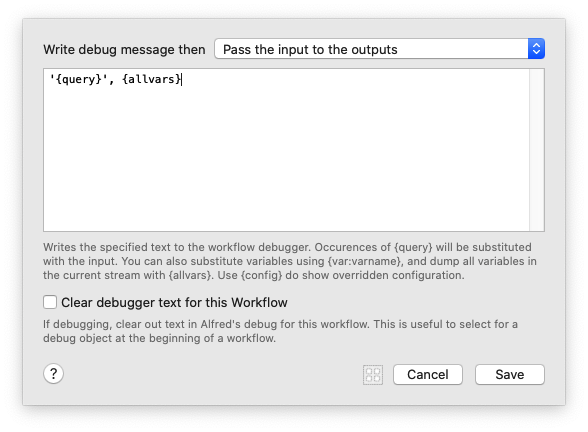 Write debug message then Pass the input to the outputs
'{query}', {allvars}
Writes the specified text to the workflow debugger. Occurences of {query} will be substituted
with the input. You can also substitute variables using {var:varname}, and dump all variables in
the current stream with {allvars}. Use {config} do show overridden configuration.
Clear debugger text for this Workflow
If debugging, clear out text in Alfred's debug for this workflow. This is useful to select for a
debug object at the beginning of a workflow.
? Cancel Save